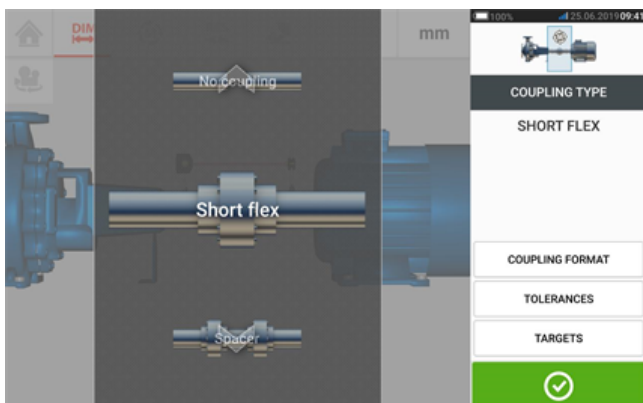 DIM
mm
No coupling
Short flex
Spacer
100%
25.06.2019 09:41
COUPLING TYPE
SHORT FLEX
COUPLING FORMAT
TOLERANCES
TARGETS